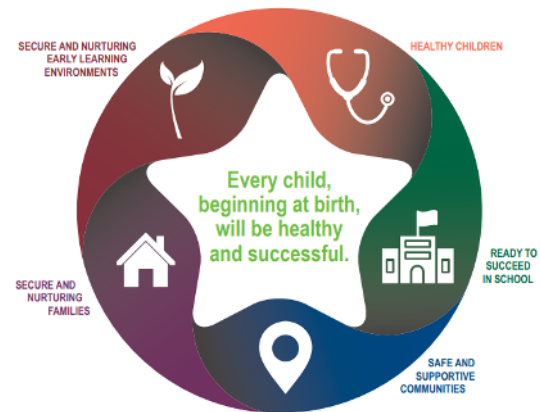 SECURE AND NURTURING
EARLY LEARNING
ENVIRONMENTS
HEALTHY CHILDREN
Every child,
beginning at birth,
will be healthy
and successful.
READY TO
SUCCEED
IN SCHOOL
SECURE AND
NURTURING
FAMILIES
SAFE AND
SUPPORTIVE
COMMUNITIES